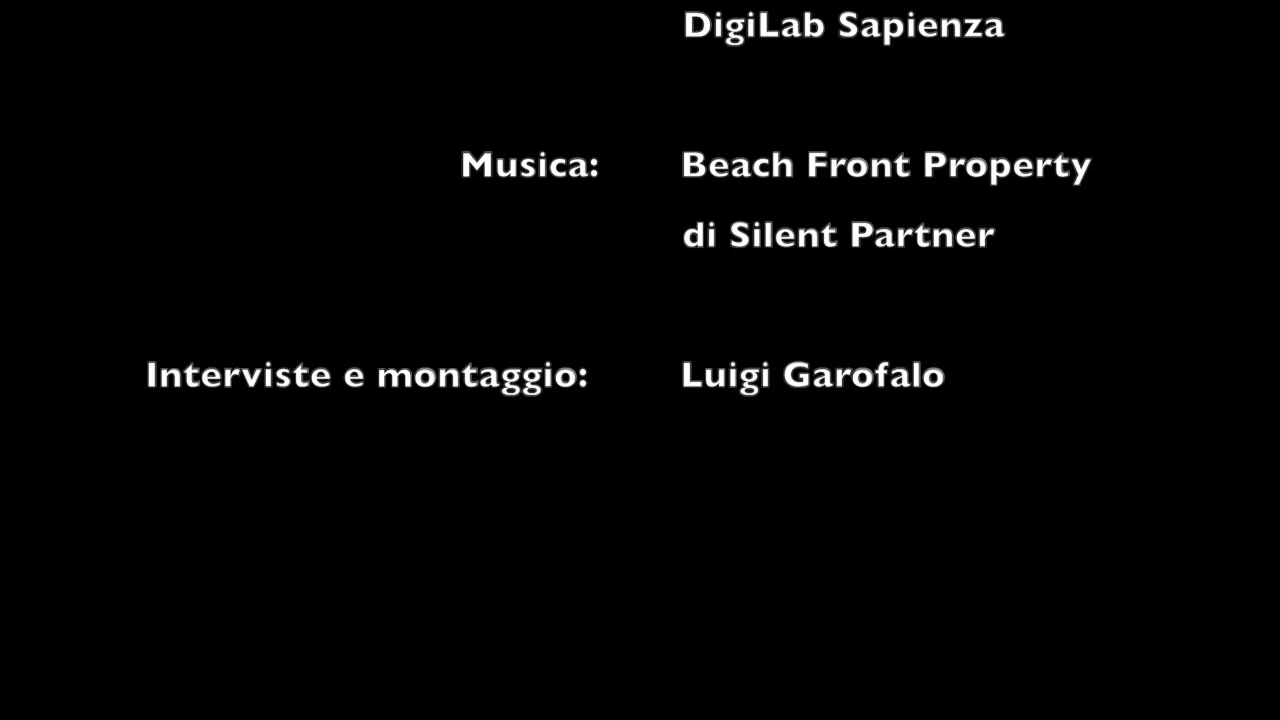 DigiLab Sapienza
Musica: Beach Front Property
di Silent Partner
Interviste e montaggio: Luigi Garofalo